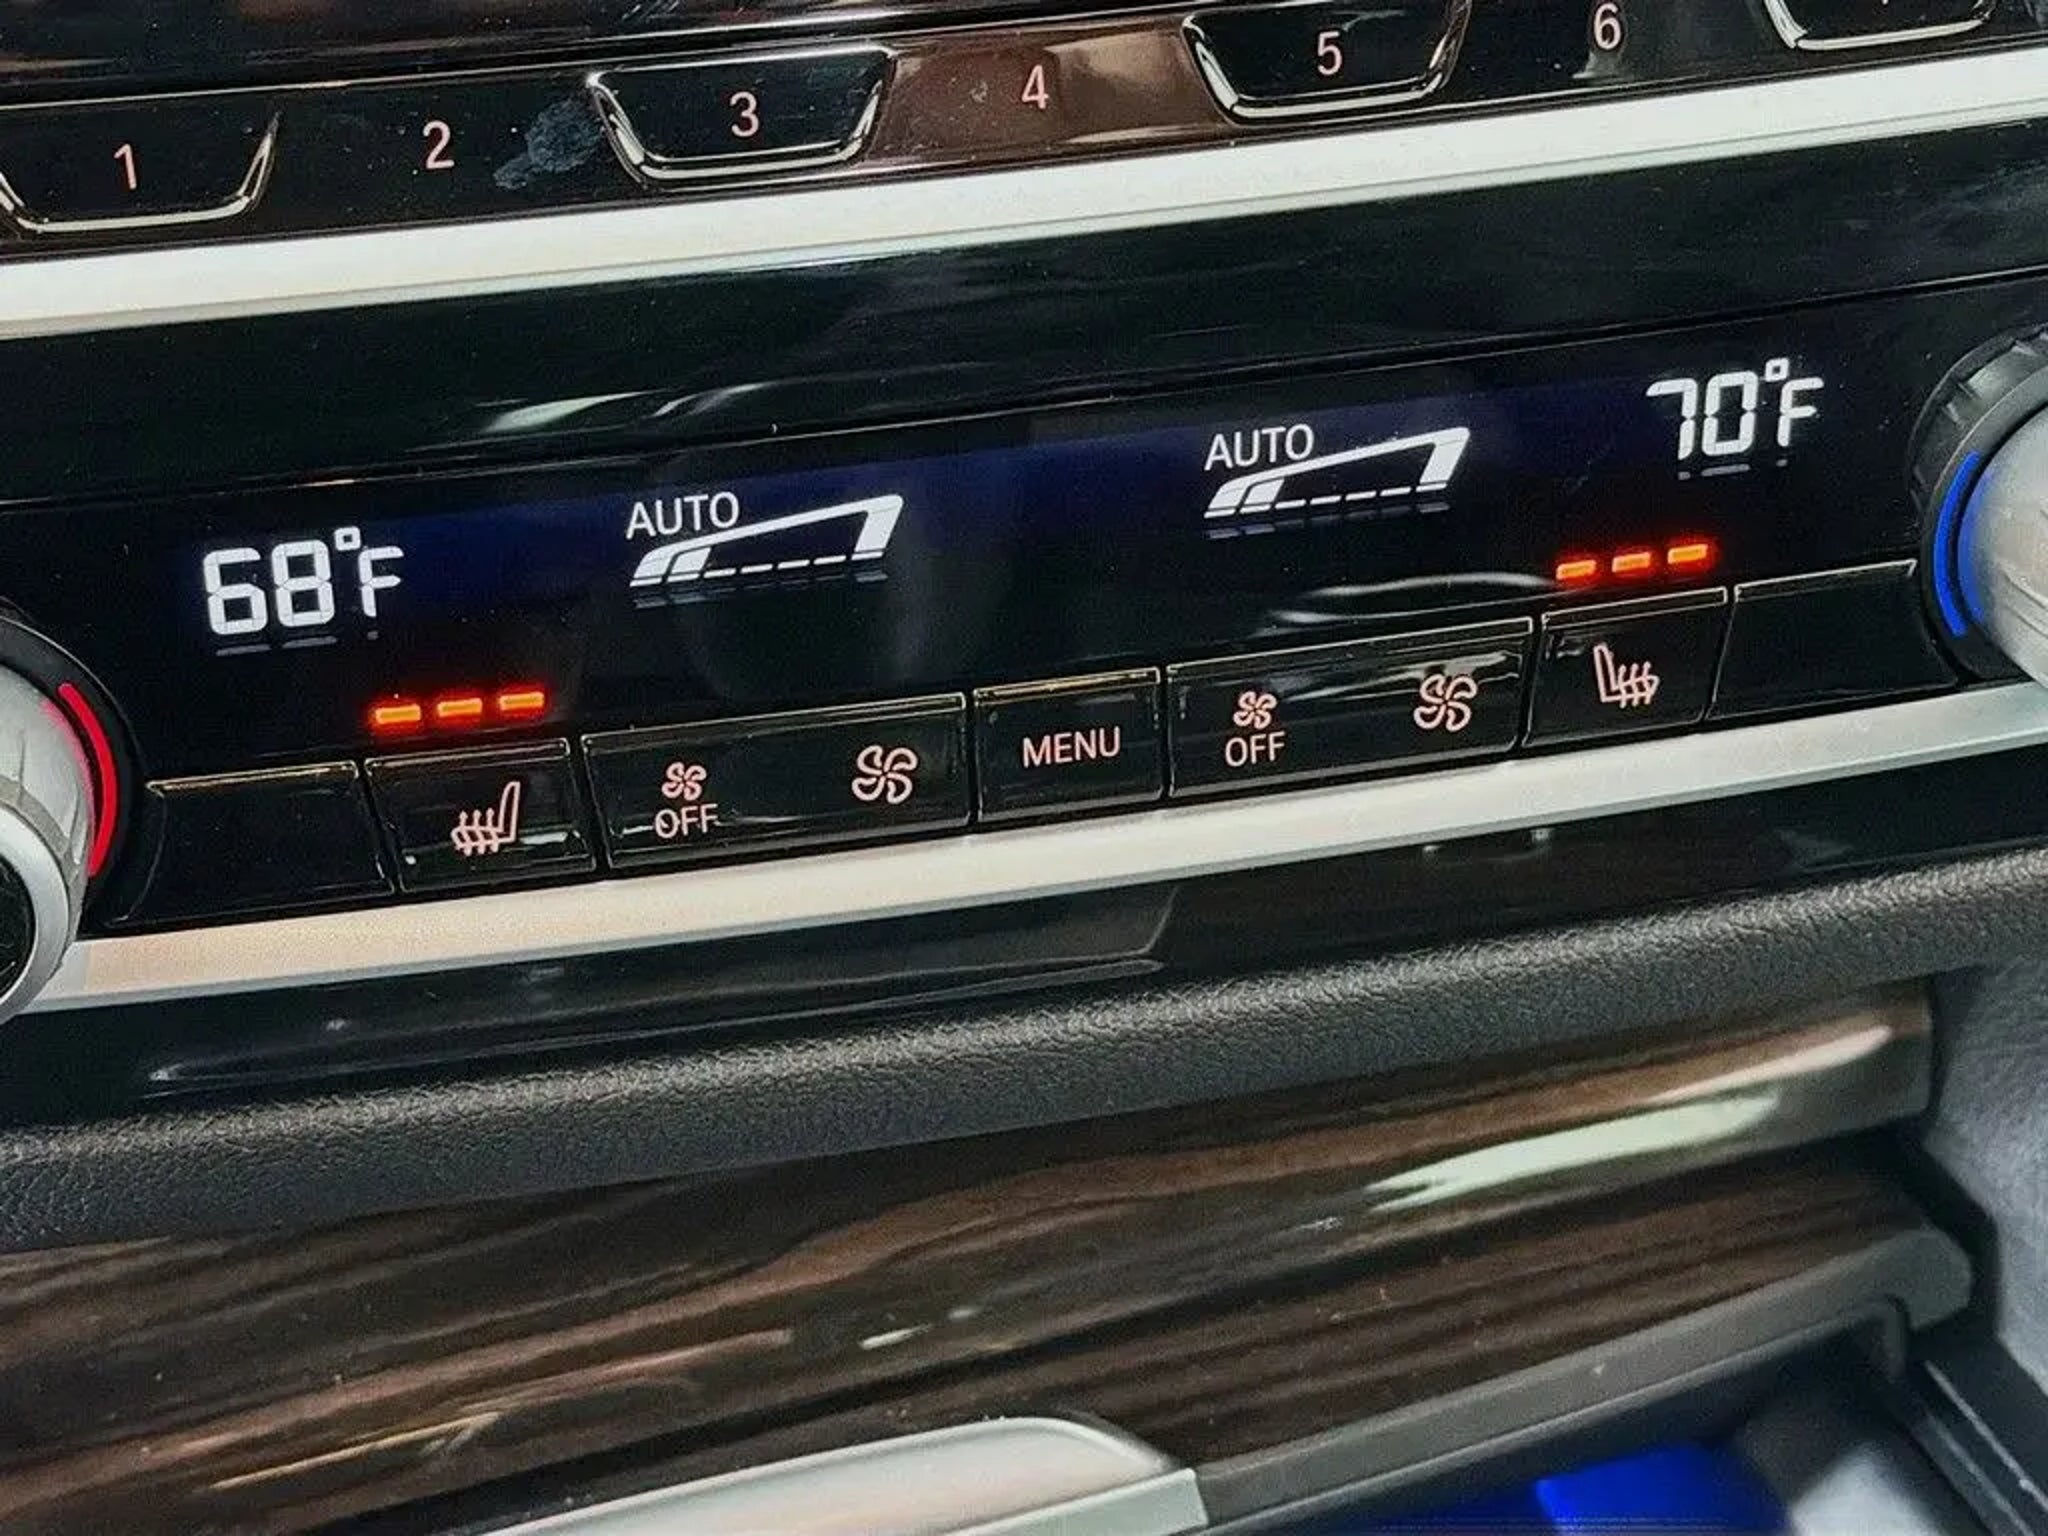 1 2 3 4 5 6
68°F AUTO AUTO 70°F
OFF MENU OFF